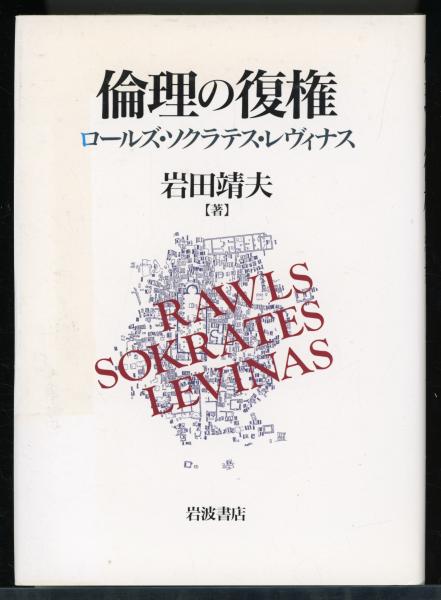 倫理の復権
ロールズ・ソクラテス・レヴィナス
岩田靖夫
【著】
RAWLS
SOKRATES
LEVINAS
岩波書店